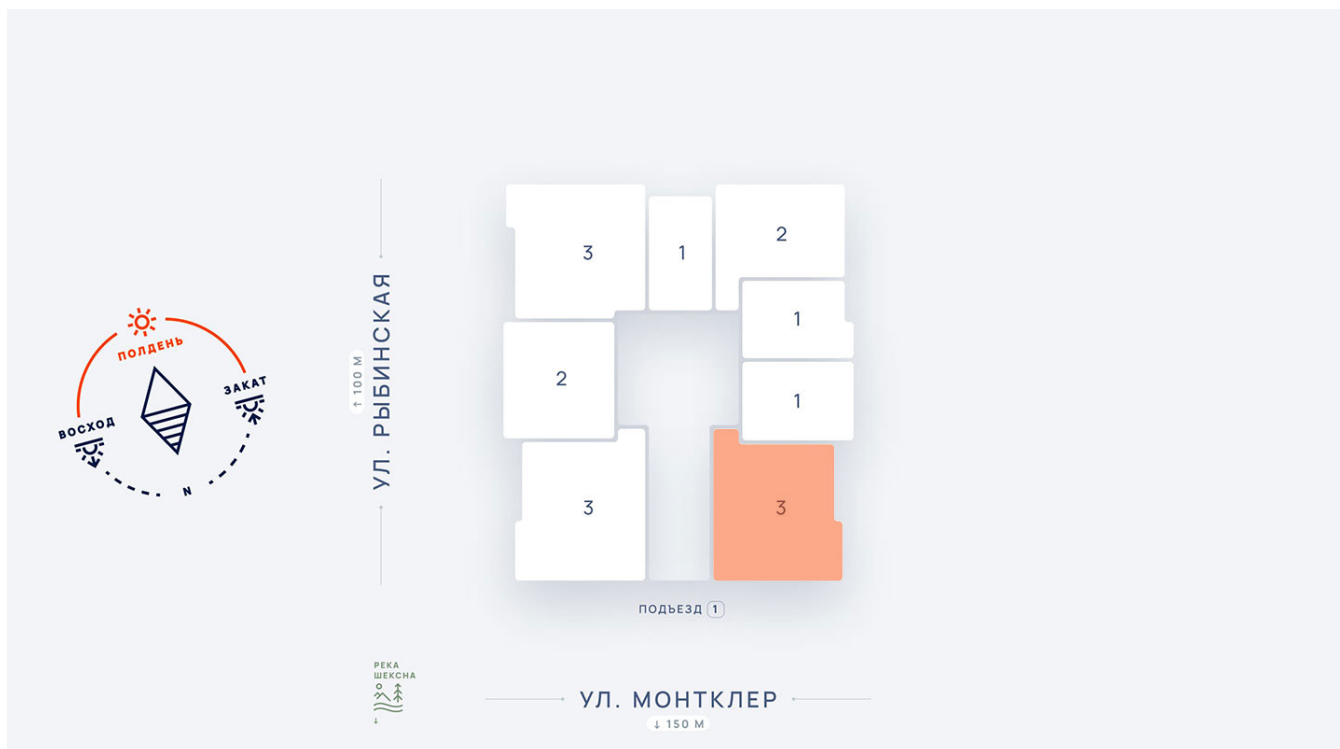 3
1
2
1
УЛ. РЫБИНСКАЯ
↑ 100 М
ПОЛДЕНЬ
ЗАКАТ
ВОСХОД
N
2
1
3
3
ПОДЪЕЗД 1
РЕКА
ШЕКСНА
↓
УЛ. МОНТКЛЕР
↓ 150 М